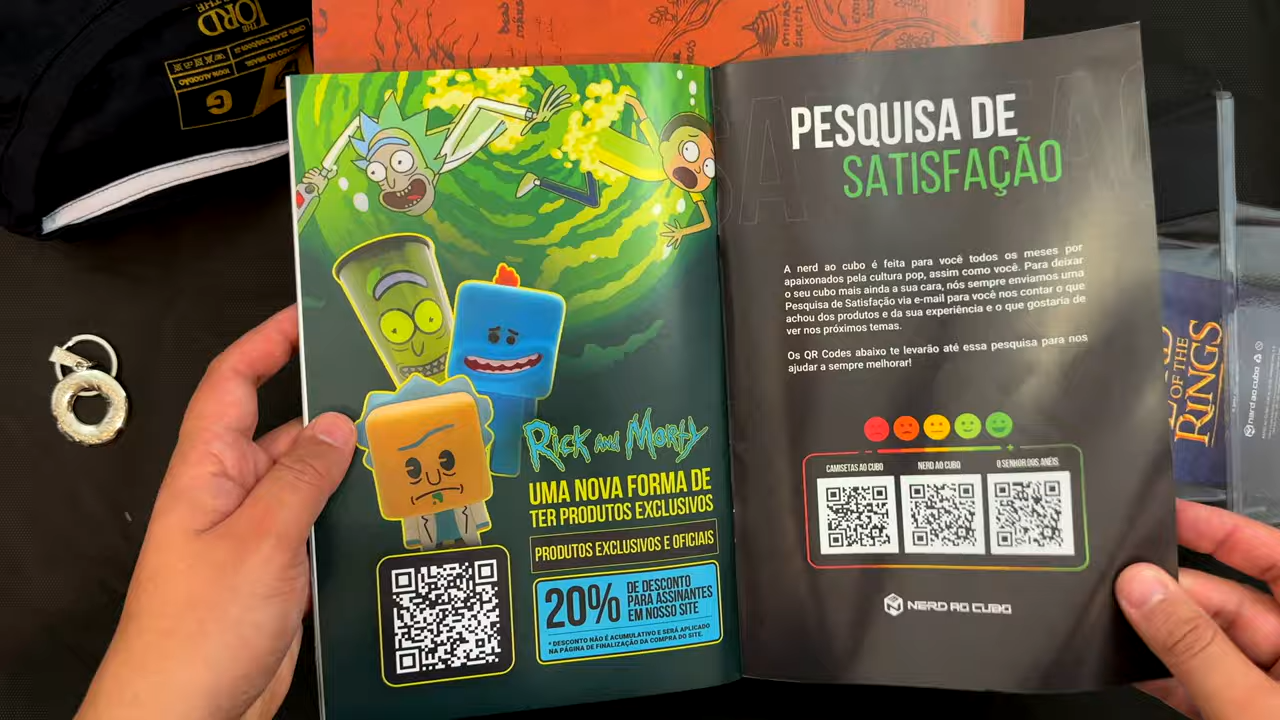 THE
LORD
OF THE
G
100% ALGODÃO
RICK AND MORTY
UMA NOVA FORMA DE
TER PRODUTOS EXCLUSIVOS
PRODUTOS EXCLUSIVOS E OFICIAIS
20%
DE DESCONTO
PARA ASSINANTES
EM NOSSO SITE
* DESCONTO NÃO É ACUMULATIVO E SERÁ APLICADO
NA PÁGINA DE FINALIZAÇÃO DA COMPRA DO SITE.
PESQUISA DE
SATISFAÇÃO
A nerd ao cubo é feita para você todos os meses por
apaixonados pela cultura pop, assim como você. Para deixar
o seu cubo mais ainda a sua cara, nós sempre enviamos uma
Pesquisa de Satisfação via e-mail para você nos contar o que
achou dos produtos e da sua experiência e o que gostaria de
ver nos próximos temas.
Os QR Codes abaixo te levarão até essa pesquisa para nos
ajudar a sempre melhorar!
CAMISETAS AO CUBO
NERD AO CUBO
O SENHOR DOS ANÉIS
NERD AO CUBO
OF THE
RINGS
nerd ao cubo